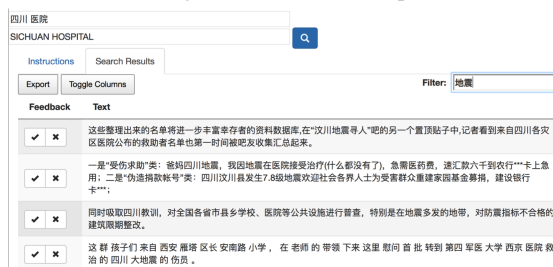 四川 医院
SICHUAN HOSPITAL
Instructions Search Results
Export Toggle Columns Filter: 地震
Feedback Text
这些整理出来的名单将进一步丰富幸存者的资料数据库,在“汶川地震寻人”吧的另一个置顶贴子中,记者看到来自四川各灾
区医院公布的救助者名单也第一时间被吧友收集汇总起来。
一是“受伤求助”类：爸妈四川地震，我因地震在医院接受治疗(什么都没有了)，急需医药费，速汇款六千到农行***卡上急
用；二是“伪造捐款帐号”类：四川汶川县发生7.8级地震欢迎社会各界人士为受害群众重建家园基金募捐，建设银行
卡***;
同时吸取四川教训，对全国各省市县乡学校、医院等公共设施进行普查，特别是在地震多发的地带，对防震指标不合格的
建筑限期整改。
这 群 孩子们 来自 西安 雁塔 区长 安南路 小学 ， 在 老师 的 带领 下来 这里 慰问 首 批 转到 第四 军医 大学 西京 医院 救
治 的 四川 大地震 的 伤员 。